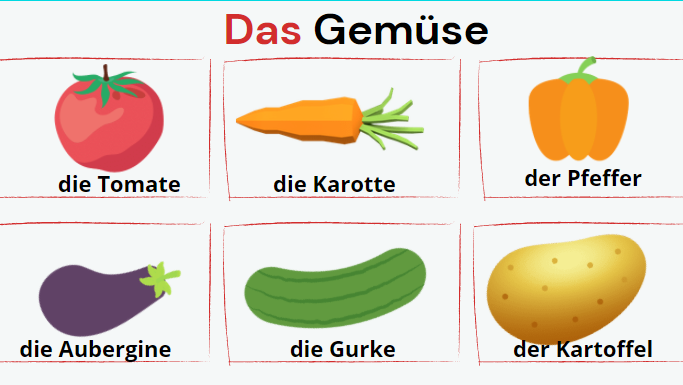 Das Gemüse
die Tomate
die Karotte
der Pfeffer
die Aubergine
die Gurke
der Kartoffel